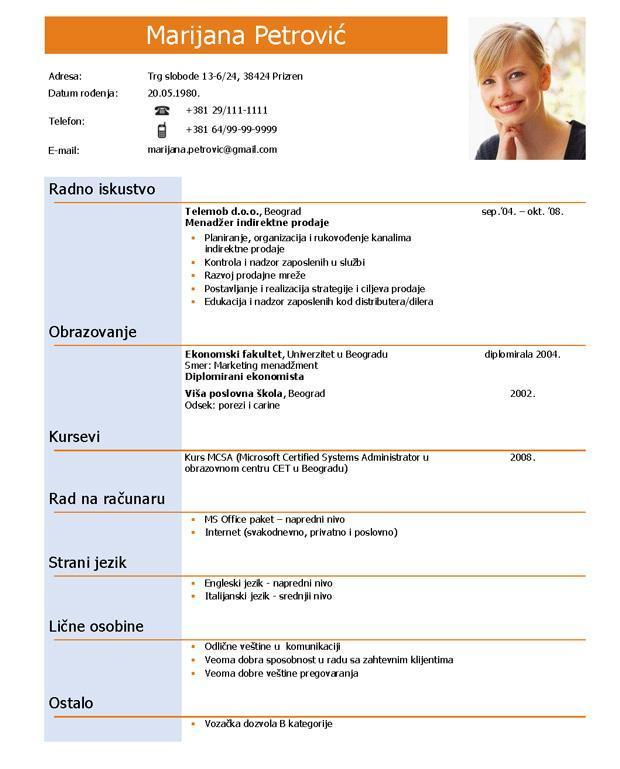 Marijana Petrović
Adresa: Trg slobode 13-6/24, 38424 Prizren
Datum rođenja: 20.05.1980.
Telefon: +381 29/111-1111
+381 64/99-99-9999
E-mail: marijana.petrovic@gmail.com
Radno iskustvo
Telemob d.o.o., Beograd sep.'04. – okt. '08.
Menadžer indirektne prodaje
Planiranje, organizacija i rukovođenje kanalima
indirektne prodaje
Kontrola i nadzor zaposlenih u službi
Razvoj prodajne mreže
Postavljanje i realizacija strategije i ciljeva prodaje
Edukacija i nadzor zaposlenih kod distributera/dilera
Obrazovanje
Ekonomski fakultet, Univerzitet u Beogradu diplomirala 2004.
Smer: Marketing menadžment
Diplomirani ekonomista
Viša poslovna škola, Beograd 2002.
Odsek: porezi i carine
Kursevi
Kurs MCSA (Microsoft Certified Systems Administrator u 2008.
obrazovnom centru CET u Beogradu)
Rad na računaru
MS Office paket – napredni nivo
Internet (svakodnevno, privatno i poslovno)
Strani jezik
Engleski jezik - napredni nivo
Italijanski jezik - srednjii nivo
Lične osobine
Odlične veštine u komunikaciji
Veoma dobra sposobnost u radu sa zahtevnim klijentima
Veoma dobre veštine pregovaranja
Ostalo
Vozačka dozvola B kategorije